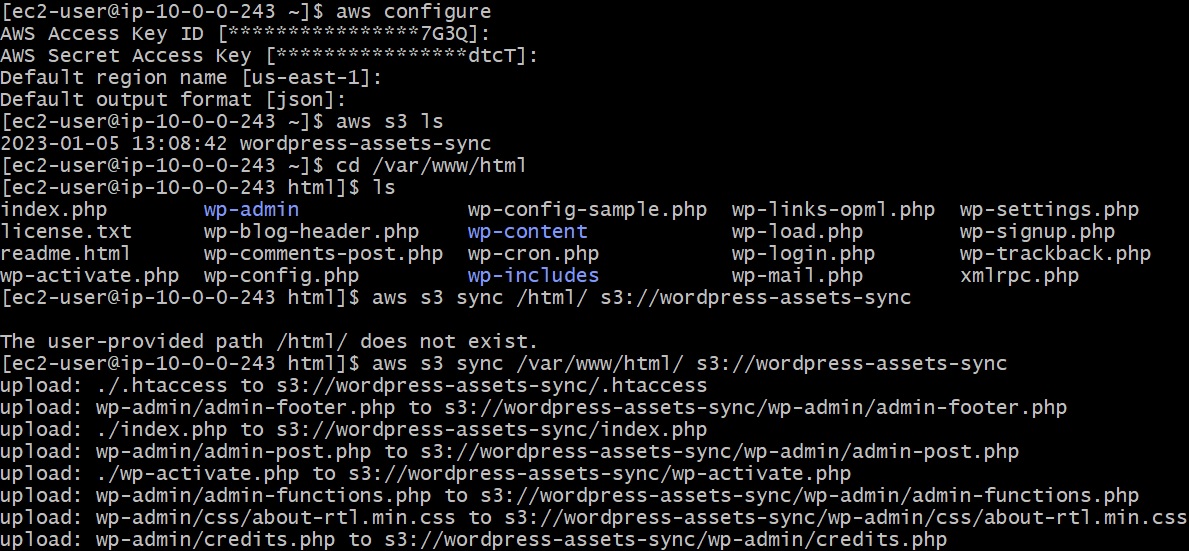 [ec2-user@ip-10-0-0-243 ~]$ aws configure
AWS Access Key ID [****************7G3Q]:
AWS Secret Access Key [****************dtcT]:
Default region name [us-east-1]:
Default output format [json]:
[ec2-user@ip-10-0-0-243 ~]$ aws s3 ls
2023-01-05 13:08:42 wordpress-assets-sync
[ec2-user@ip-10-0-0-243 ~]$ cd /var/www/html
[ec2-user@ip-10-0-0-243 html]$ ls
index.php        wp-admin              wp-config-sample.php  wp-links-opml.php  wp-settings.php
license.txt      wp-blog-header.php    wp-content            wp-load.php        wp-signup.php
readme.html      wp-comments-post.php  wp-cron.php           wp-login.php       wp-trackback.php
wp-activate.php  wp-config.php         wp-includes           wp-mail.php        xmlrpc.php
[ec2-user@ip-10-0-0-243 html]$ aws s3 sync /html/ s3://wordpress-assets-sync
The user-provided path /html/ does not exist.
[ec2-user@ip-10-0-0-243 html]$ aws s3 sync /var/www/html/ s3://wordpress-assets-sync
upload: ./.htaccess to s3://wordpress-assets-sync/.htaccess
upload: wp-admin/admin-footer.php to s3://wordpress-assets-sync/wp-admin/admin-footer.php
upload: ./index.php to s3://wordpress-assets-sync/index.php
upload: wp-admin/admin-post.php to s3://wordpress-assets-sync/wp-admin/admin-post.php
upload: ./wp-activate.php to s3://wordpress-assets-sync/wp-activate.php
upload: wp-admin/admin-functions.php to s3://wordpress-assets-sync/wp-admin/admin-functions.php
upload: wp-admin/css/about-rtl.min.css to s3://wordpress-assets-sync/wp-admin/css/about-rtl.min.css
upload: wp-admin/credits.php to s3://wordpress-assets-sync/wp-admin/credits.php